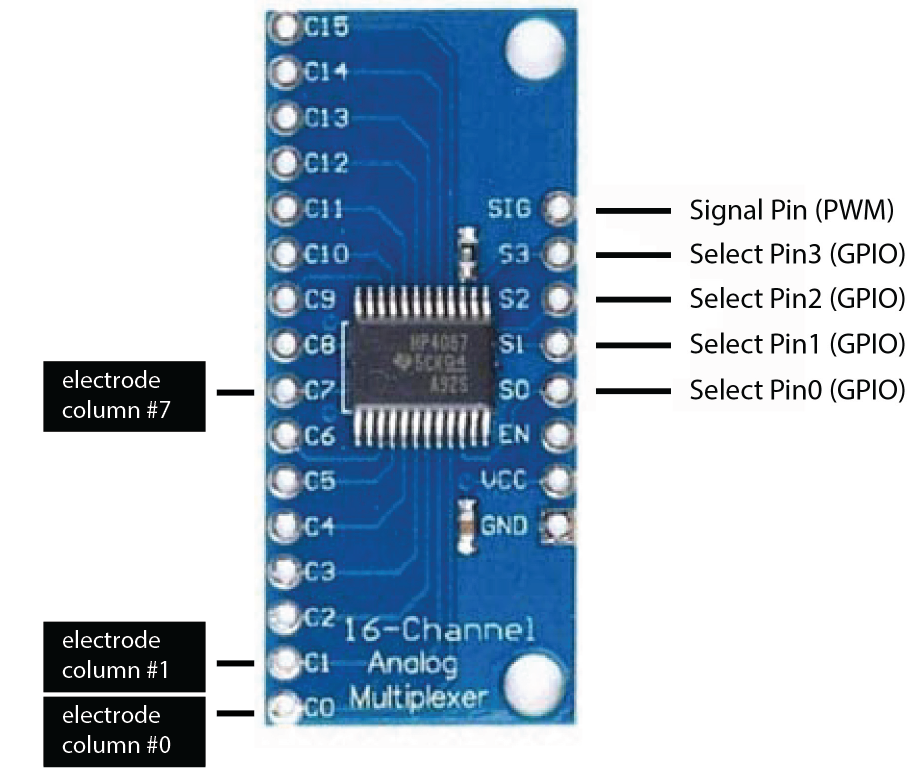 C15
C14
C13
C12
C11
SIG
Signal Pin (PWM)
C10
S3
Select Pin3 (GPIO)
C9
S2
Select Pin2 (GPIO)
C8
HP4067
S1
Select Pin1 (GPIO)
electrode
column #7
C7
A92S
S0
Select Pin0 (GPIO)
C6
EN
C5
VCC
C4
GND
C3
C2
16-Channel
electrode
column #1
C1
Analog
Multiplexer
electrode
column #0
C0